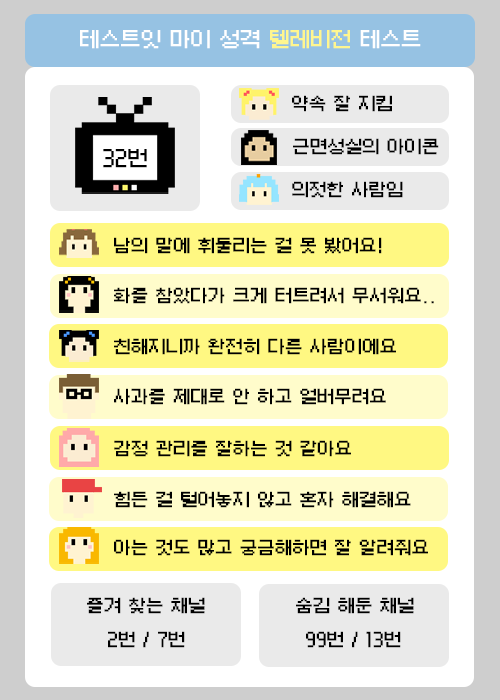 테스트잇 마이 성격 텔레비전 테스트
32번
약속 잘 지킴
근면성실의 아이콘
의젓한 사람임
남의 말에 휘둘리는 걸 못 봤어요!
화를 참았다가 크게 터트려서 무서워요..
친해지니까 완전히 다른 사람이에요
사과를 제대로 안 하고 얼버무려요
감정 관리를 잘하는 것 같아요
힘든 걸 털어놓지 않고 혼자 해결해요
아는 것도 많고 궁금해하면 잘 알려줘요
즐겨 찾는 채널
2번 / 7번
숨김 해둔 채널
99번 / 13번